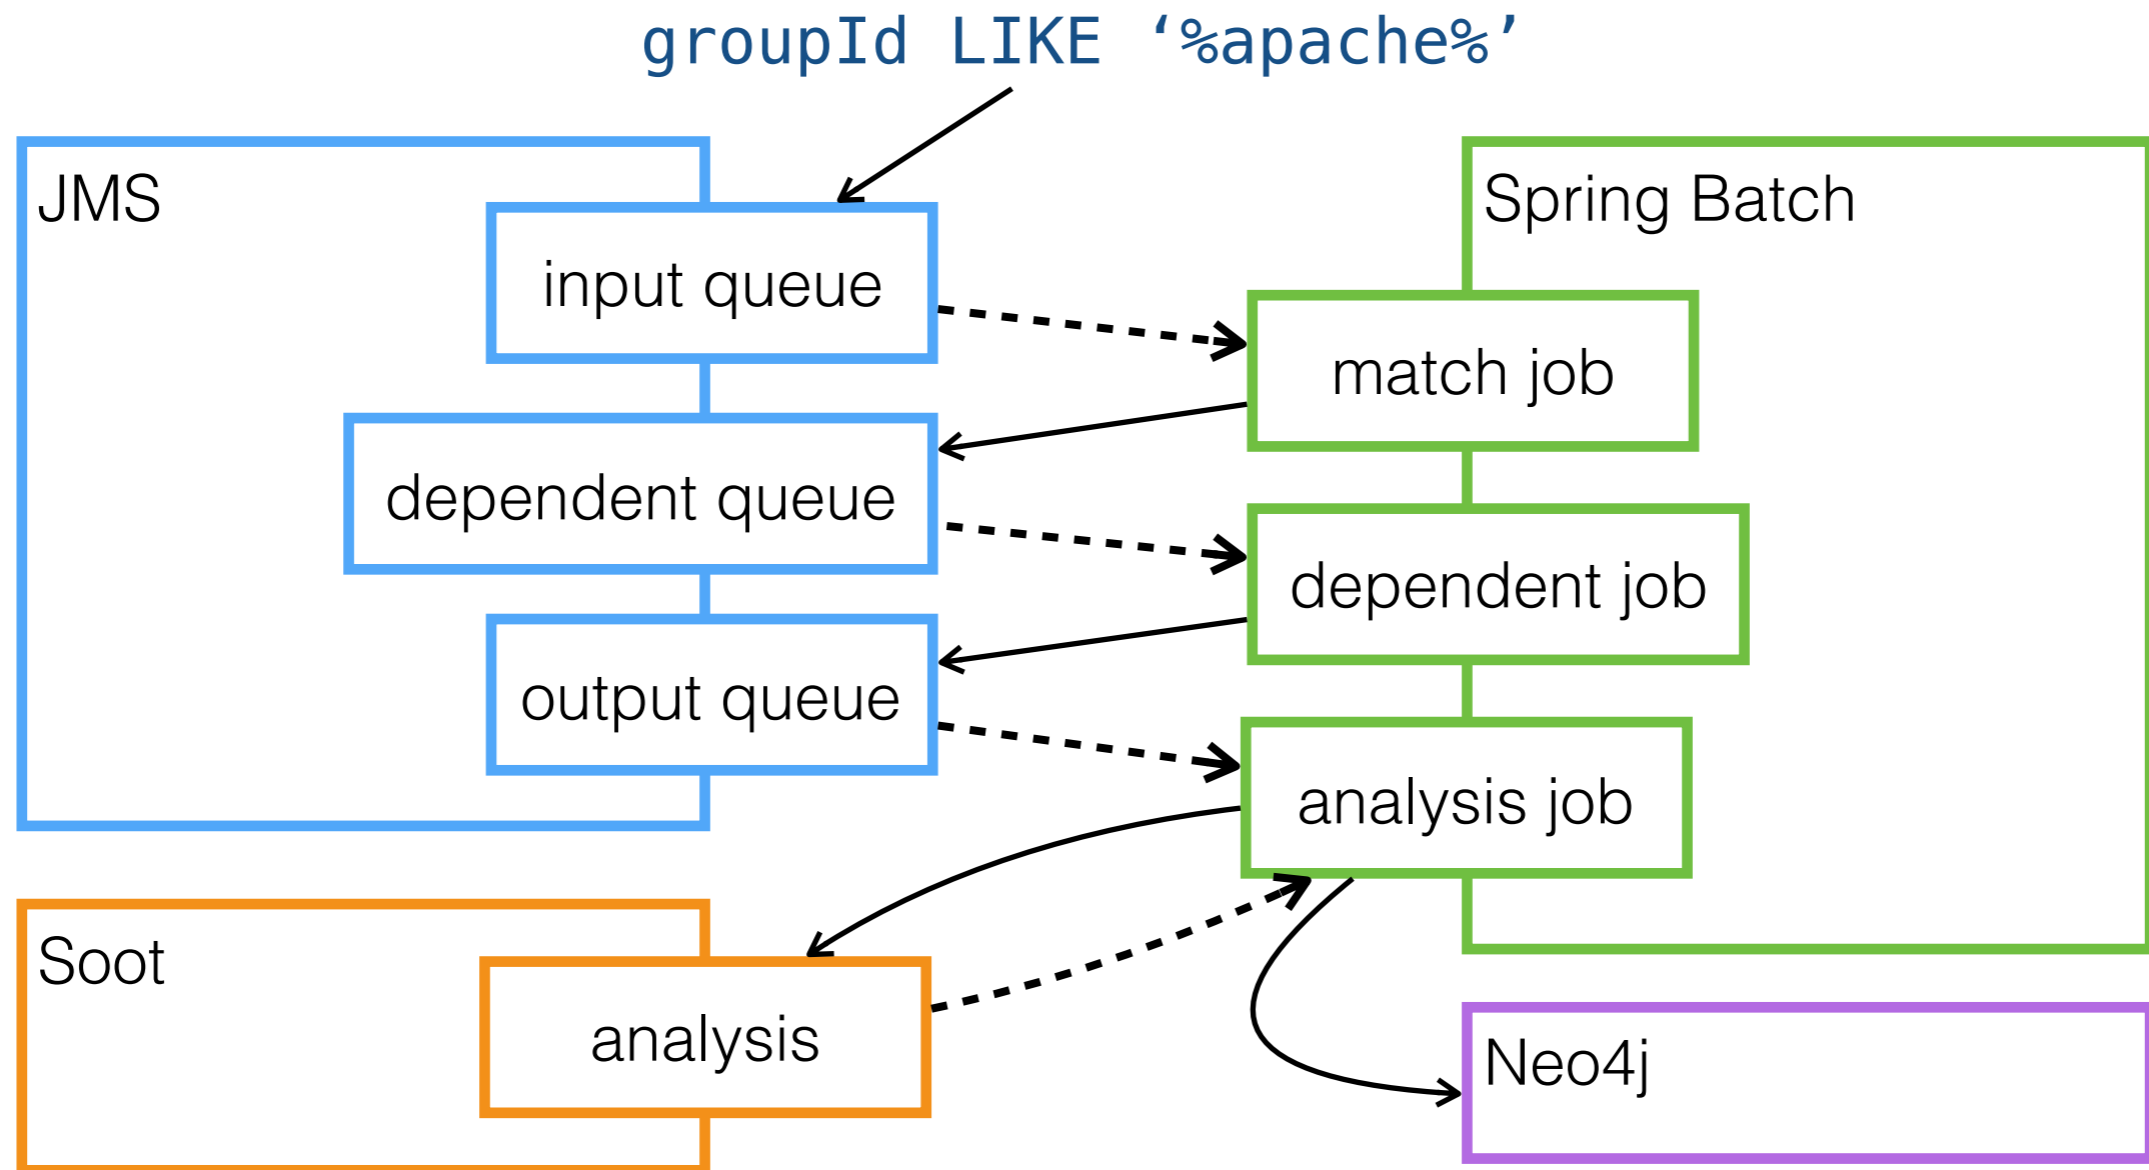 groupId LIKE ‘%apache%’
JMS
input queue
dependent queue
output queue
Spring Batch
match job
dependent job
analysis job
Soot
analysis
Neo4j